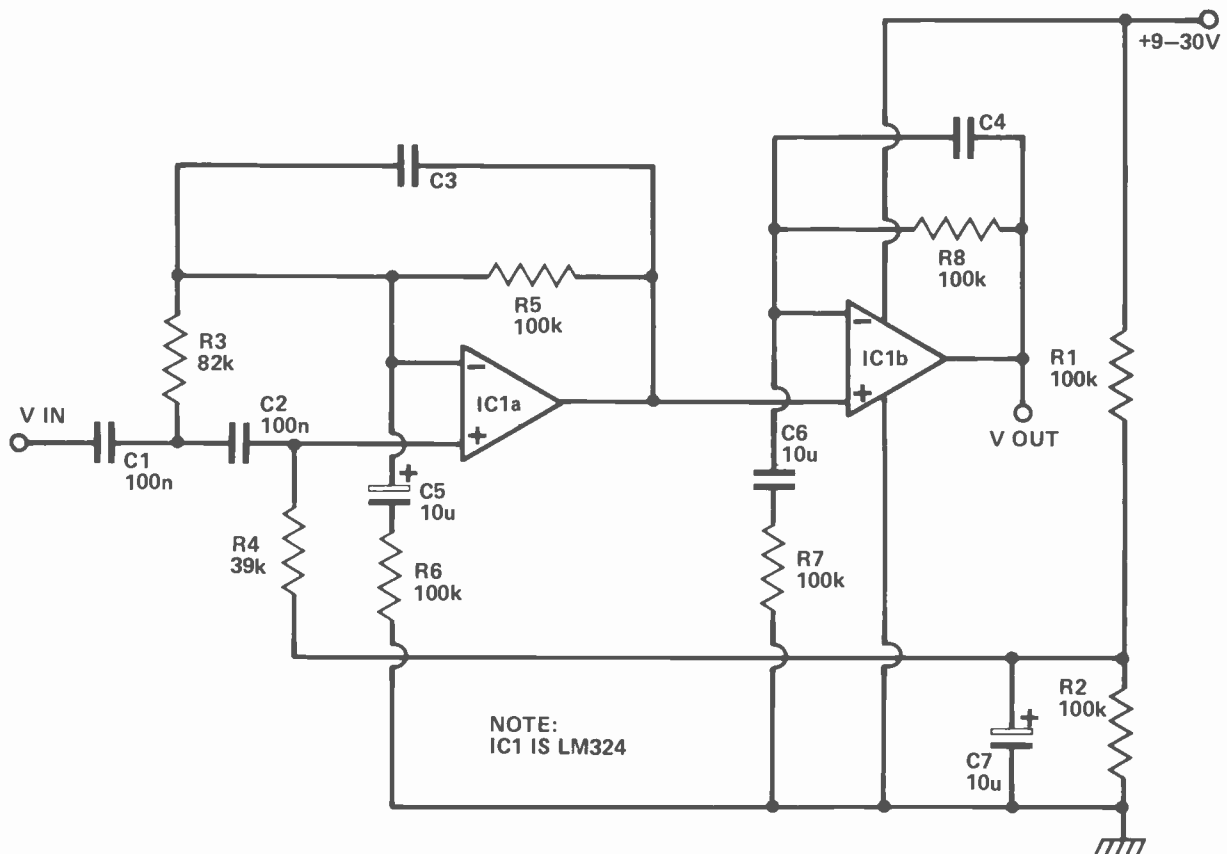 +9–30V
C4
C3
R8
100k
R5
100k
R3
82k
–
IC1b
+
R1
100k
V IN
C2
100n
–
IC1a
+
V OUT
C1
100n
C6
10u
+
C5
10u
R4
39k
R6
100k
R7
100k
R2
100k
NOTE:
IC1 IS LM324
+
C7
10u